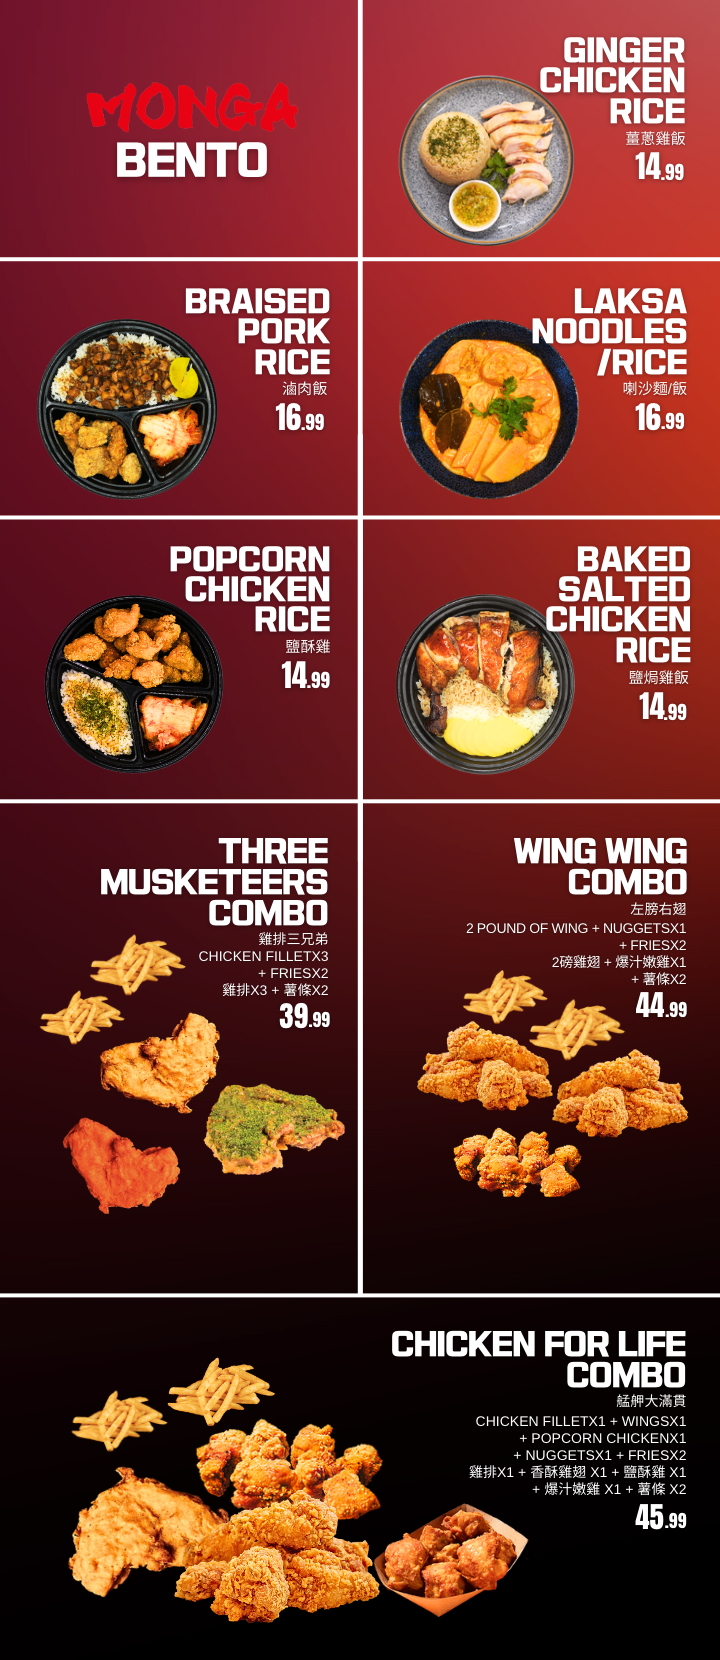 MONGA
BENTO
GINGER
CHICKEN
RICE
薑蔥雞飯
14.99
BRAISED
PORK
RICE
滷肉飯
16.99
LAKSA
NOODLES
/RICE
喇沙麵/飯
16.99
POPCORN
CHICKEN
RICE
鹽酥雞
14.99
BAKED
SALTED
CHICKEN
RICE
鹽焗雞飯
14.99
THREE
MUSKETEERS
COMBO
雞排三兄弟
CHICKEN FILLETX3
+ FRIESX2
雞排X3 + 薯條X2
39.99
WING WING
COMBO
左膀右翅
2 POUND OF WING + NUGGETSX1
+ FRIESX2
2磅雞翅 + 爆汁嫩雞X1
+ 薯條X2
44.99
CHICKEN FOR LIFE
COMBO
艋舺大滿貫
CHICKEN FILLETX1 + WINGSX1
+ POPCORN CHICKENX1
+ NUGGETSX1 + FRIESX2
雞排X1 + 香酥雞翅 X1 + 鹽酥雞 X1
+ 爆汁嫩雞 X1 + 薯條 X2
45.99